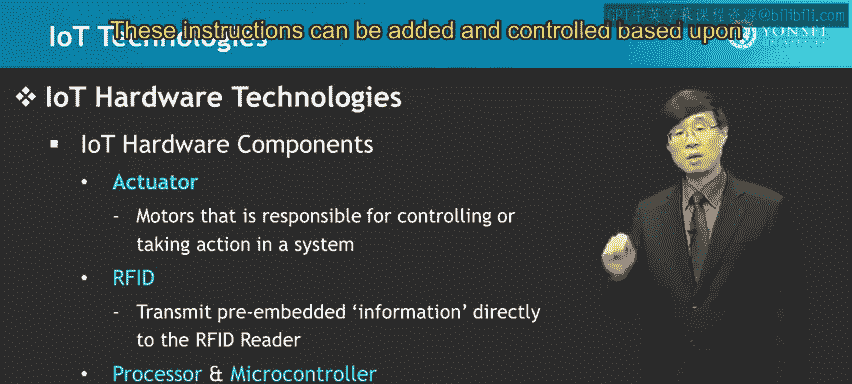 These instructions can be added and controlled based upon
IoT Technologies
YONSEI
❖ IoT Hardware Technologies
▪ IoT Hardware Components
• Actuator
- Motors that is responsible for controlling or
taking action in a system
• RFID
- Transmit pre-embedded ‘information’ directly
to the RFID Reader
• Processor & Microcontroller